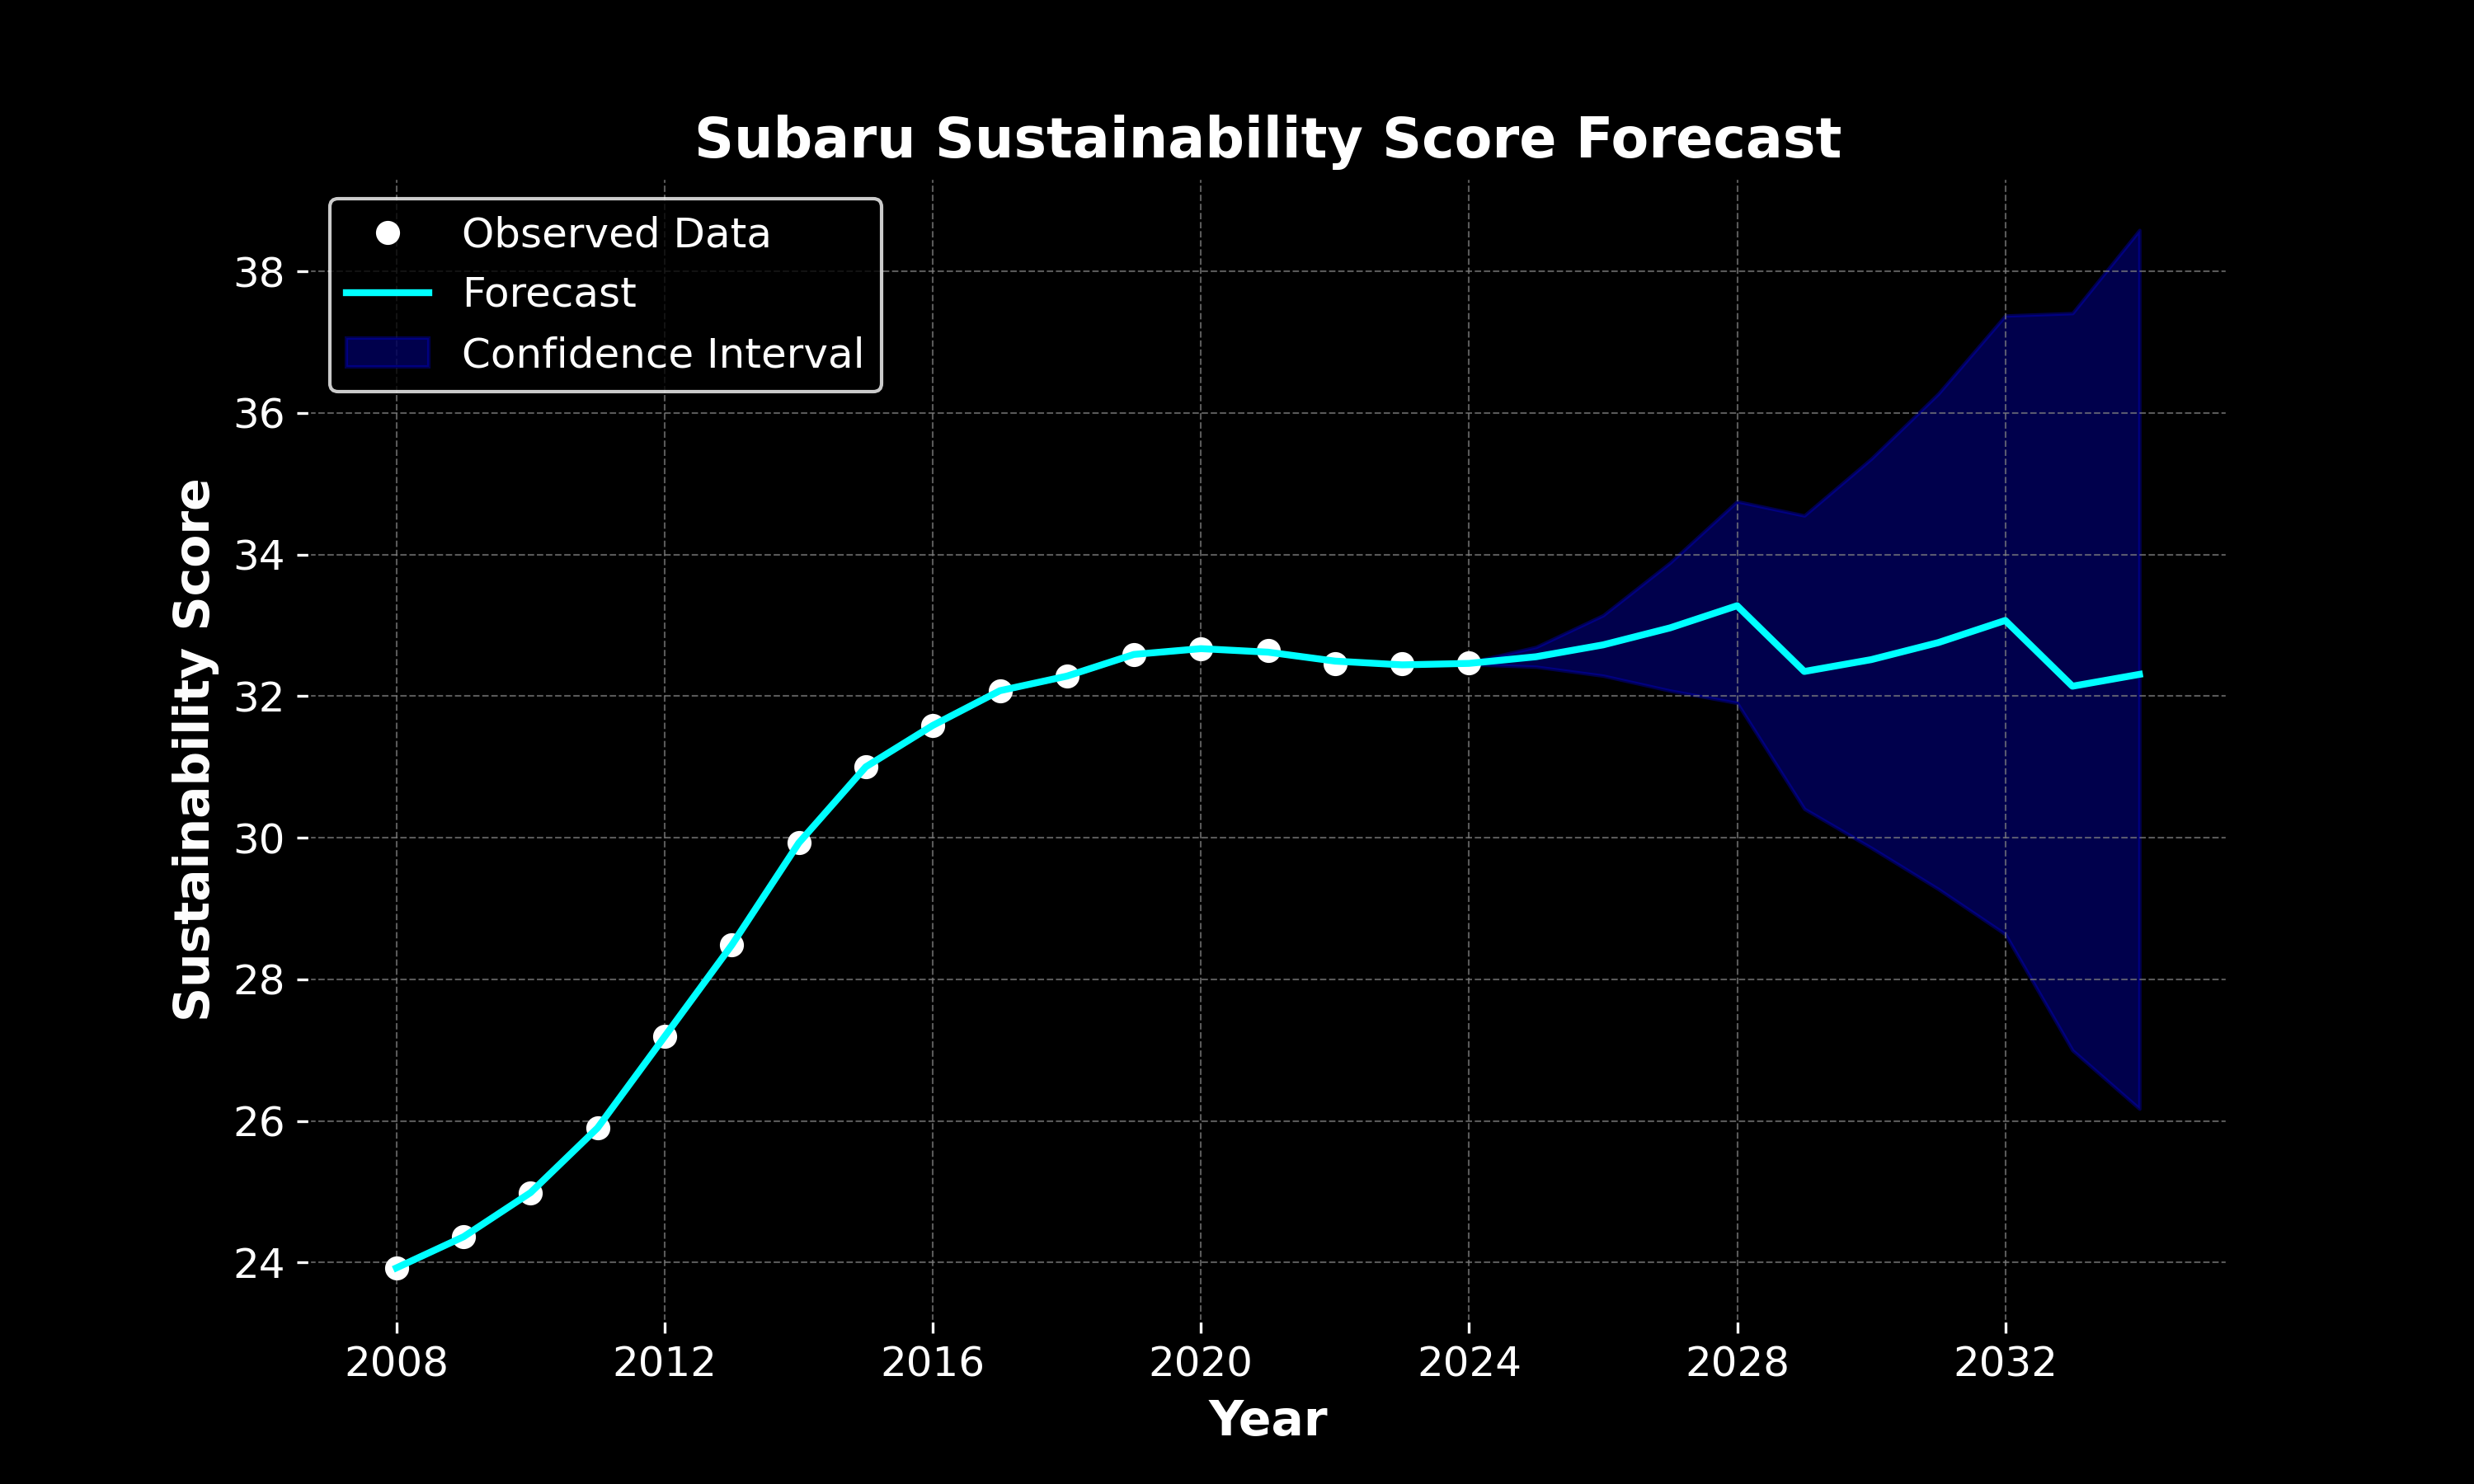 Subaru Sustainability Score Forecast
Observed Data
Forecast
Confidence Interval
Sustainability Score
38
36
34
32
30
28
26
24
2008 2012 2016 2020 2024 2028 2032
Year